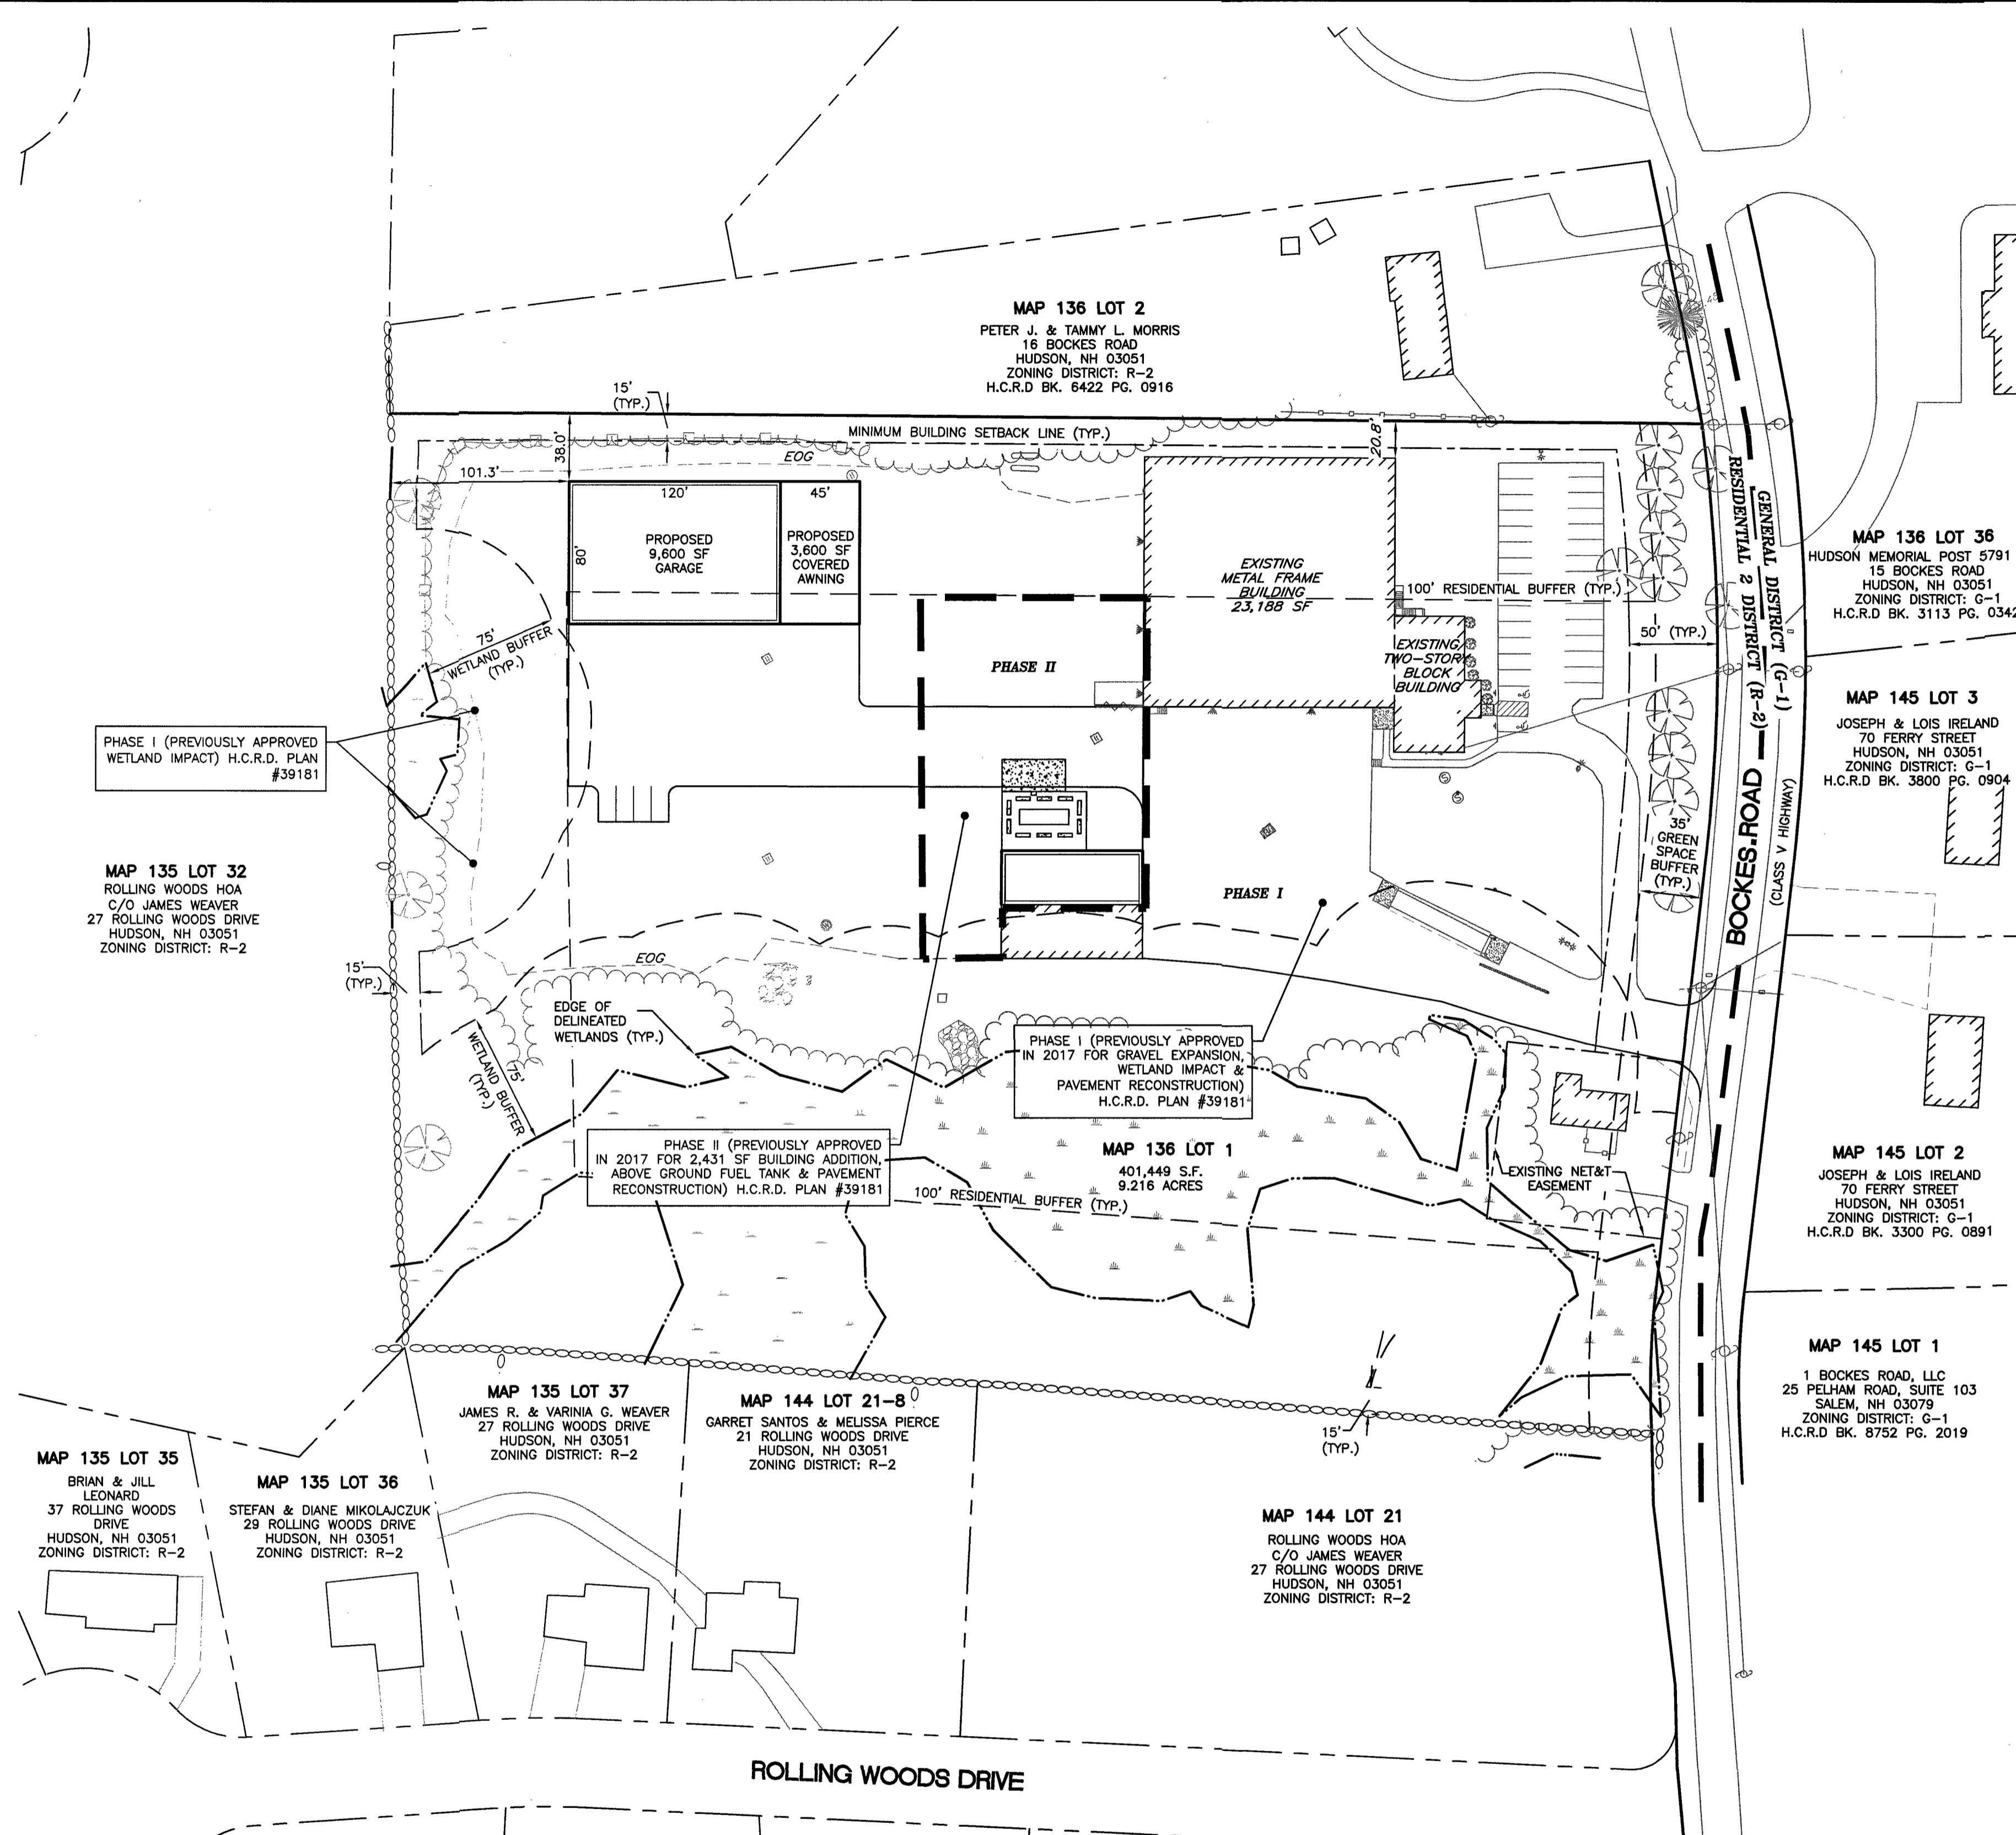 MAP 136 LOT 2
PETER J. & TAMMY L. MORRIS
16 BOCKES ROAD
HUDSON, NH 03051
ZONING DISTRICT: R-2
H.C.R.D BK. 6422 PG. 0916
15'
(TYP.)
MINIMUM BUILDING SETBACK LINE (TYP.)
38.0'
20.8'
EOG
101.3'
120'
45'
80'
PROPOSED
9,600 SF
GARAGE
PROPOSED
3,600 SF
COVERED
AWNING
EXISTING
METAL FRAME
BUILDING
23,188 SF
100' RESIDENTIAL BUFFER (TYP.)
EXISTING
TWO-STORY
BLOCK
BUILDING
50' (TYP.)
GENERAL DISTRICT (G-1)
RESIDENTIAL 2 DISTRICT (R-2)
MAP 136 LOT 36
HUDSON MEMORIAL POST 5791
15 BOCKES ROAD
HUDSON, NH 03051
ZONING DISTRICT: G-1
H.C.R.D BK. 3113 PG. 0342
75'
WETLAND BUFFER
(TYP.)
PHASE II
MAP 145 LOT 3
JOSEPH & LOIS IRELAND
70 FERRY STREET
HUDSON, NH 03051
ZONING DISTRICT: G-1
H.C.R.D BK. 3800 PG. 0904
PHASE I (PREVIOUSLY APPROVED
WETLAND IMPACT) H.C.R.D. PLAN
#39181
35'
GREEN
SPACE
BUFFER
(TYP.)
BOCKES ROAD
(CLASS V HIGHWAY)
MAP 135 LOT 32
ROLLING WOODS HOA
C/O JAMES WEAVER
27 ROLLING WOODS DRIVE
HUDSON, NH 03051
ZONING DISTRICT: R-2
PHASE I
15'
(TYP.)
EOG
EDGE OF
DELINEATED
WETLANDS (TYP.)
75'
WETLAND BUFFER
(TYP.)
PHASE I (PREVIOUSLY APPROVED
IN 2017 FOR GRAVEL EXPANSION,
WETLAND IMPACT &
PAVEMENT RECONSTRUCTION)
H.C.R.D. PLAN #39181
PHASE II (PREVIOUSLY APPROVED
IN 2017 FOR 2,431 SF BUILDING ADDITION,
ABOVE GROUND FUEL TANK & PAVEMENT
RECONSTRUCTION) H.C.R.D. PLAN #39181
MAP 136 LOT 1
401,449 S.F.
9.216 ACRES
100' RESIDENTIAL BUFFER (TYP.)
EXISTING NET&T
EASEMENT
MAP 145 LOT 2
JOSEPH & LOIS IRELAND
70 FERRY STREET
HUDSON, NH 03051
ZONING DISTRICT: G-1
H.C.R.D BK. 3300 PG. 0891
MAP 145 LOT 1
1 BOCKES ROAD, LLC
25 PELHAM ROAD, SUITE 103
SALEM, NH 03079
ZONING DISTRICT: G-1
H.C.R.D BK. 8752 PG. 2019
MAP 135 LOT 37
JAMES R. & VARINIA G. WEAVER
27 ROLLING WOODS DRIVE
HUDSON, NH 03051
ZONING DISTRICT: R-2
MAP 144 LOT 21-8
GARRET SANTOS & MELISSA PIERCE
21 ROLLING WOODS DRIVE
HUDSON, NH 03051
ZONING DISTRICT: R-2
15'
(TYP.)
MAP 135 LOT 35
BRIAN & JILL
LEONARD
37 ROLLING WOODS
DRIVE
HUDSON, NH 03051
ZONING DISTRICT: R-2
MAP 135 LOT 36
STEFAN & DIANE MIKOLAJCZUK
29 ROLLING WOODS DRIVE
HUDSON, NH 03051
ZONING DISTRICT: R-2
MAP 144 LOT 21
ROLLING WOODS HOA
C/O JAMES WEAVER
27 ROLLING WOODS DRIVE
HUDSON, NH 03051
ZONING DISTRICT: R-2
ROLLING WOODS DRIVE